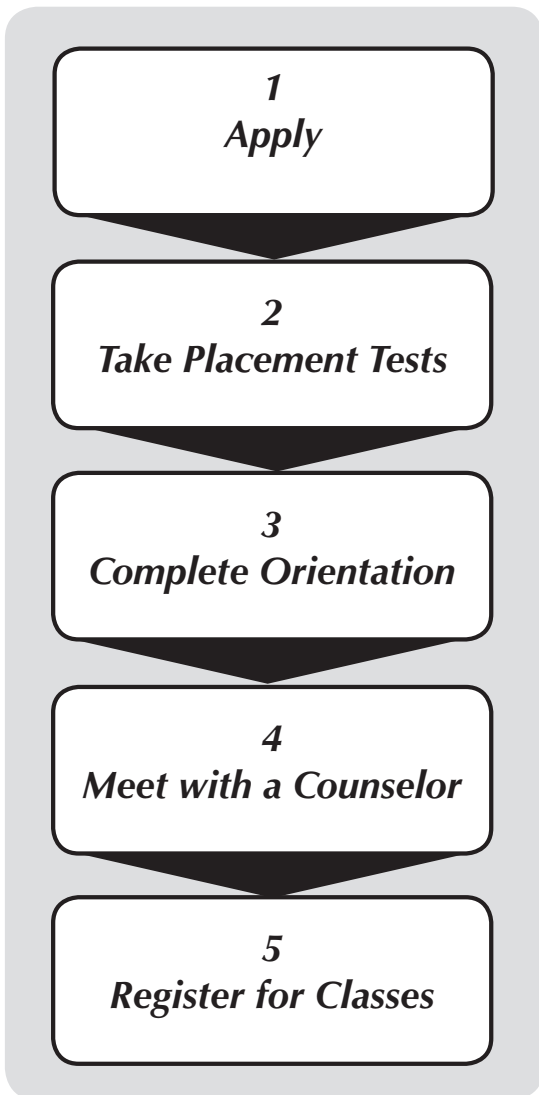 1
Apply
2
Take Placement Tests
3
Complete Orientation
4
Meet with a Counselor
5
Register for Classes